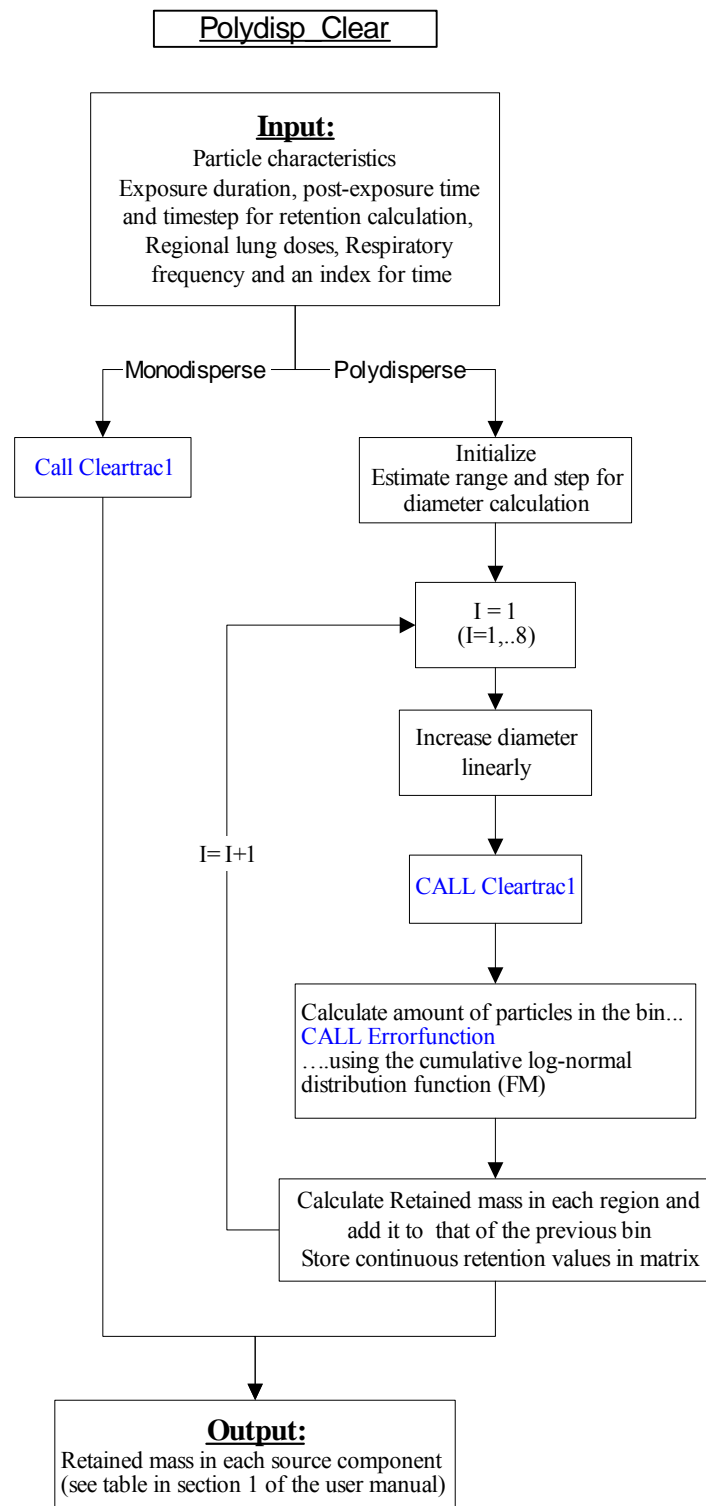 Polydisp_Clear
Input:
Particle characteristics
Exposure duration, post-exposure time
and timestep for retention calculation,
Regional lung doses, Respiratory
frequency and an index for time
Monodisperse
Polydisperse
Call Cleartrac1
Initialize
Estimate range and step for
diameter calculation
I = 1
(I=1,..8)
Increase diameter
linearly
I= I+1
CALL Cleartrac1
Calculate amount of particles in the bin...
CALL Errorfunction
….using the cumulative log-normal
distribution function (FM)
Calculate Retained mass in each region and
add it to that of the previous bin
Store continuous retention values in matrix
Output:
Retained mass in each source component
(see table in section 1 of the user manual)